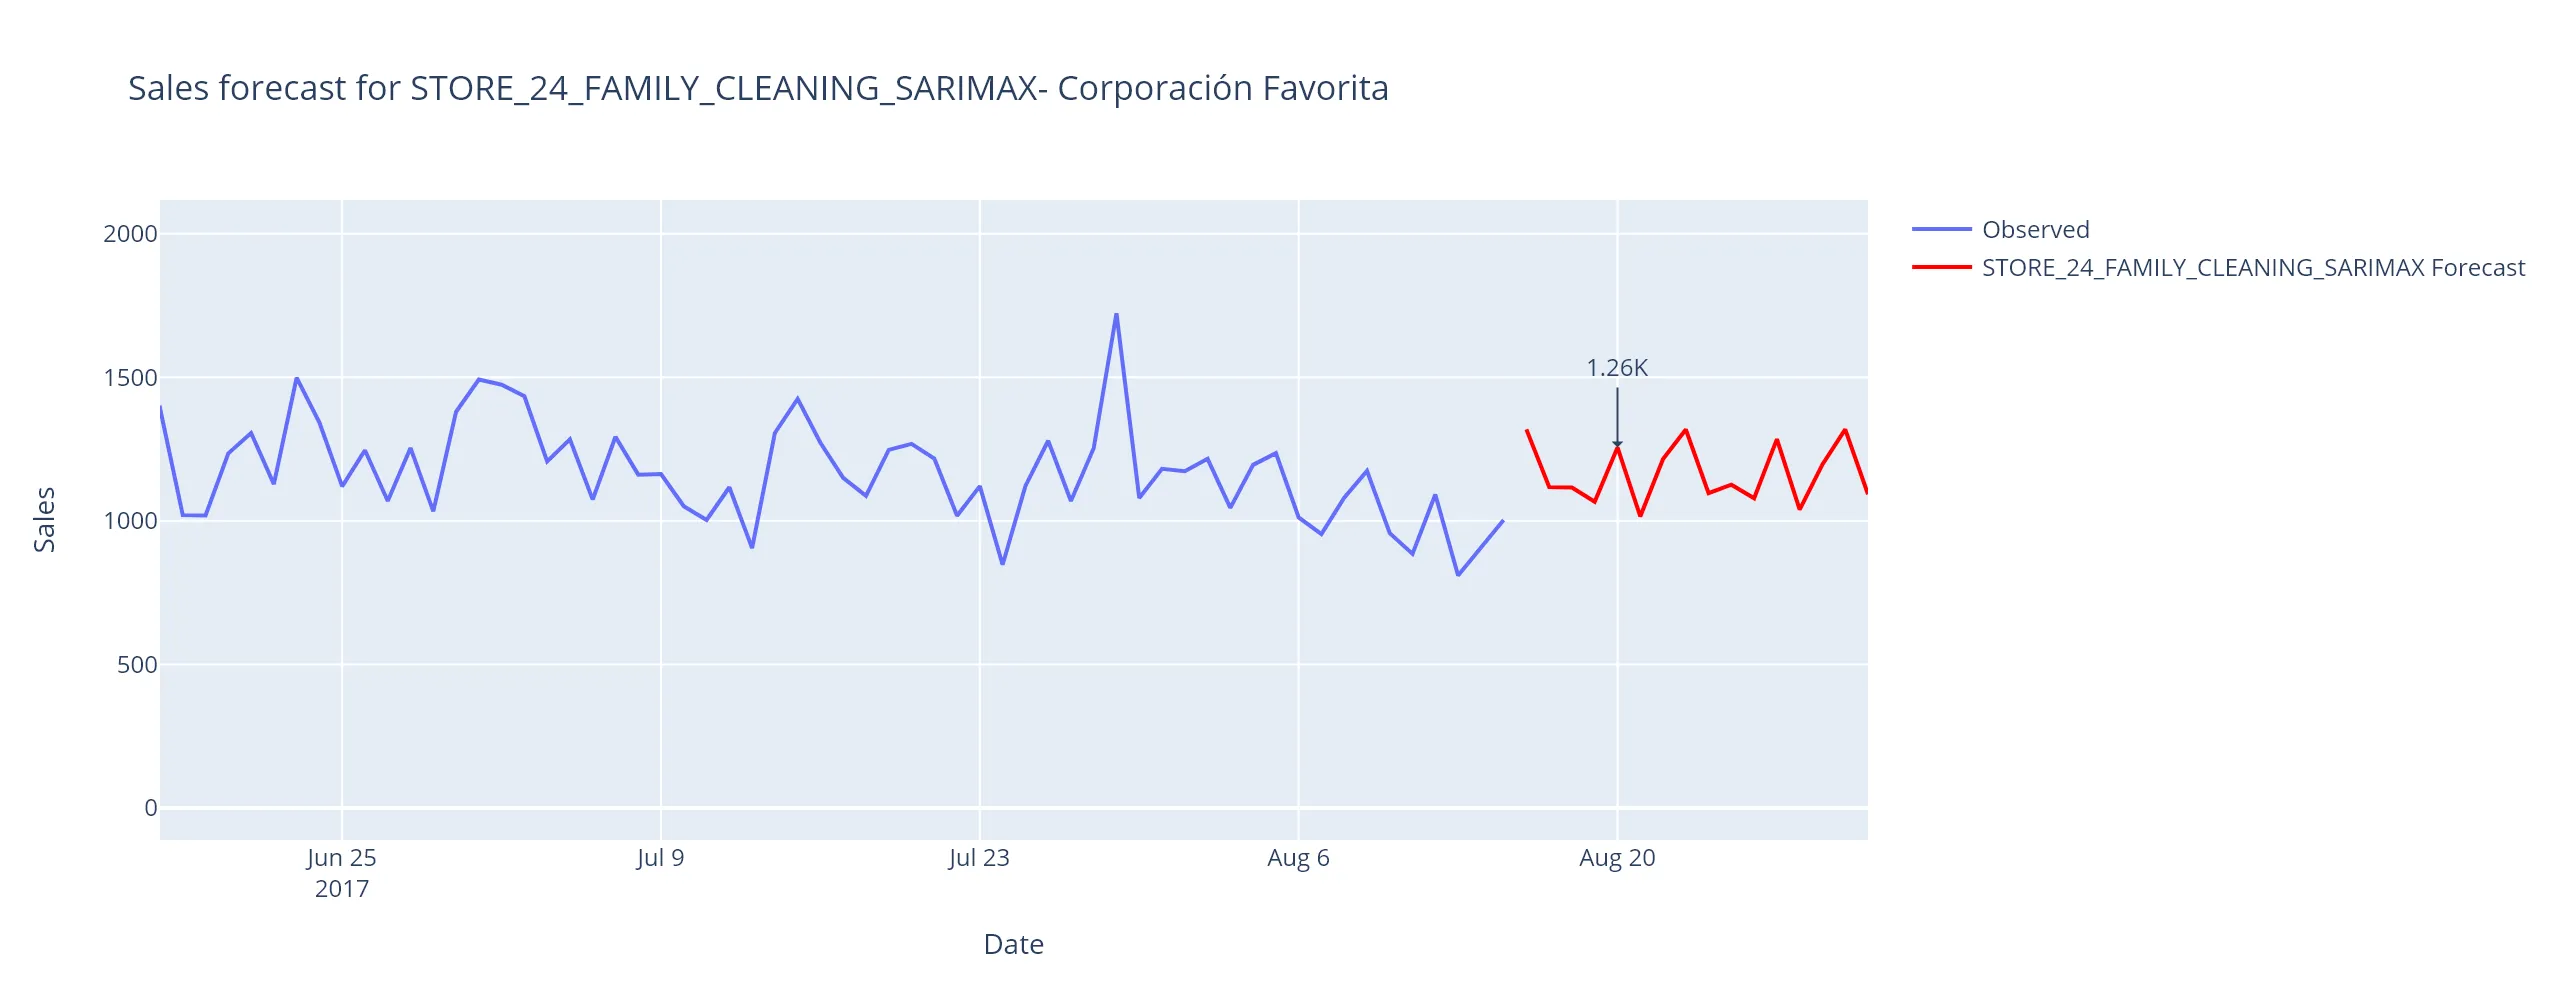 Sales forecast for STORE_24_FAMILY_CLEANING_SARIMAX- Corporación Favorita
Observed
STORE_24_FAMILY_CLEANING_SARIMAX Forecast
2000
1500
1000
500
0
Sales
1.26K
Jun 25
2017
Jul 9
Jul 23
Aug 6
Aug 20
Date